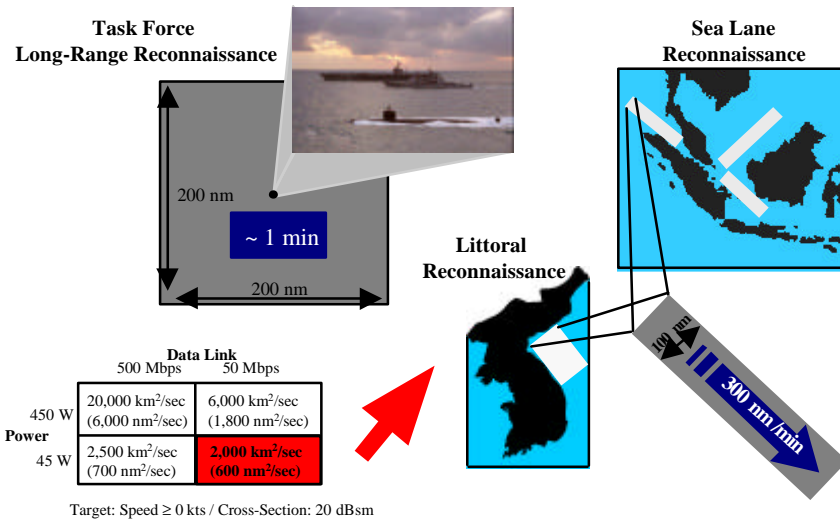 Task Force
Long-Range Reconnaissance
200 nm
~ 1 min
200 nm
Sea Lane
Reconnaissance
Littoral
Reconnaissance
100 nm
300 nm/min
Data Link
500 Mbps 50 Mbps
Power
450 W
20,000 km²/sec
(6,000 nm²/sec)
6,000 km²/sec
(1,800 nm²/sec)
45 W
2,500 km²/sec
(700 nm²/sec)
2,000 km²/sec
(600 nm²/sec)
Target: Speed ≥ 0 kts / Cross-Section: 20 dBsm